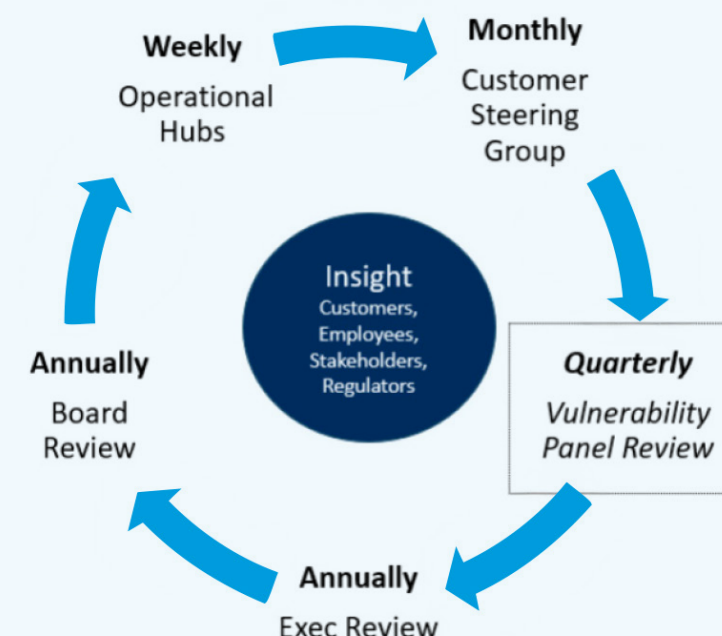 Weekly
Operational
Hubs
Monthly
Customer
Steering
Group
Insight
Customers,
Employees,
Stakeholders,
Regulators
Quarterly
Vulnerability
Panel Review
Annually
Exec Review
Annually
Board
Review